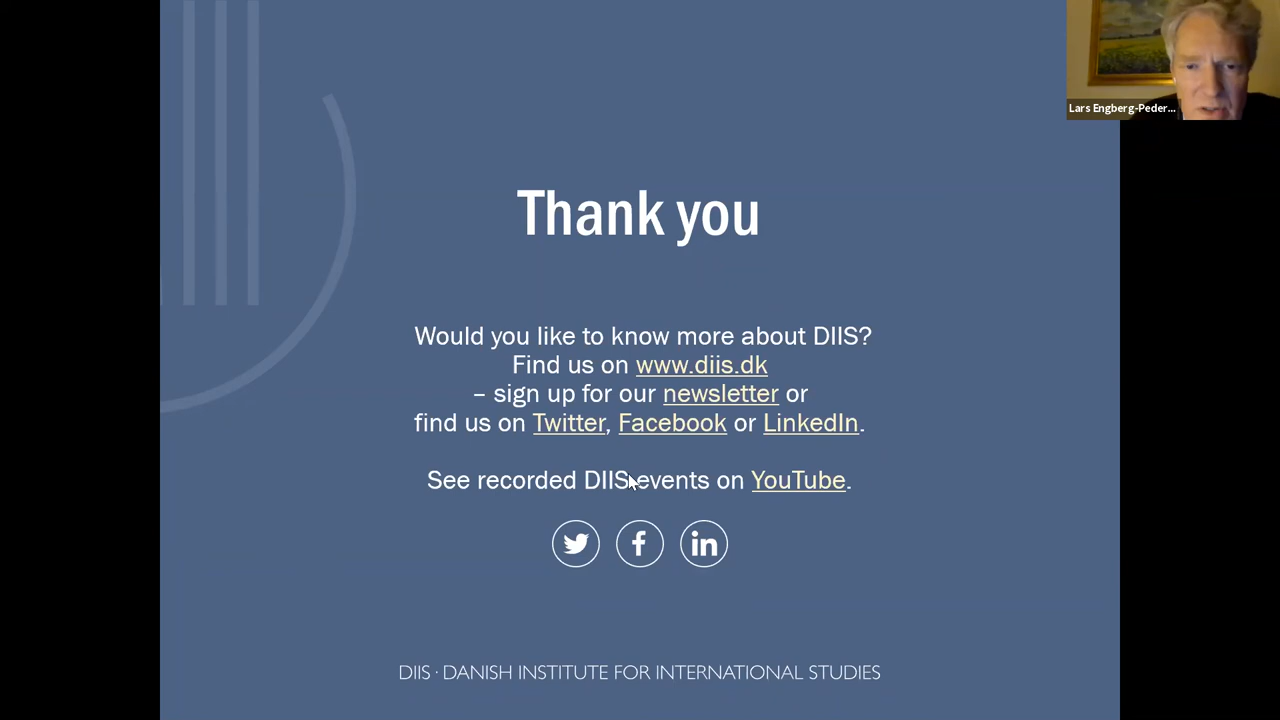 Lars Engberg-Peder...
Thank you
Would you like to know more about DIIS?
Find us on www.diis.dk
– sign up for our newsletter or
find us on Twitter, Facebook or LinkedIn.
See recorded DIIS events on YouTube.
DIIS · DANISH INSTITUTE FOR INTERNATIONAL STUDIES